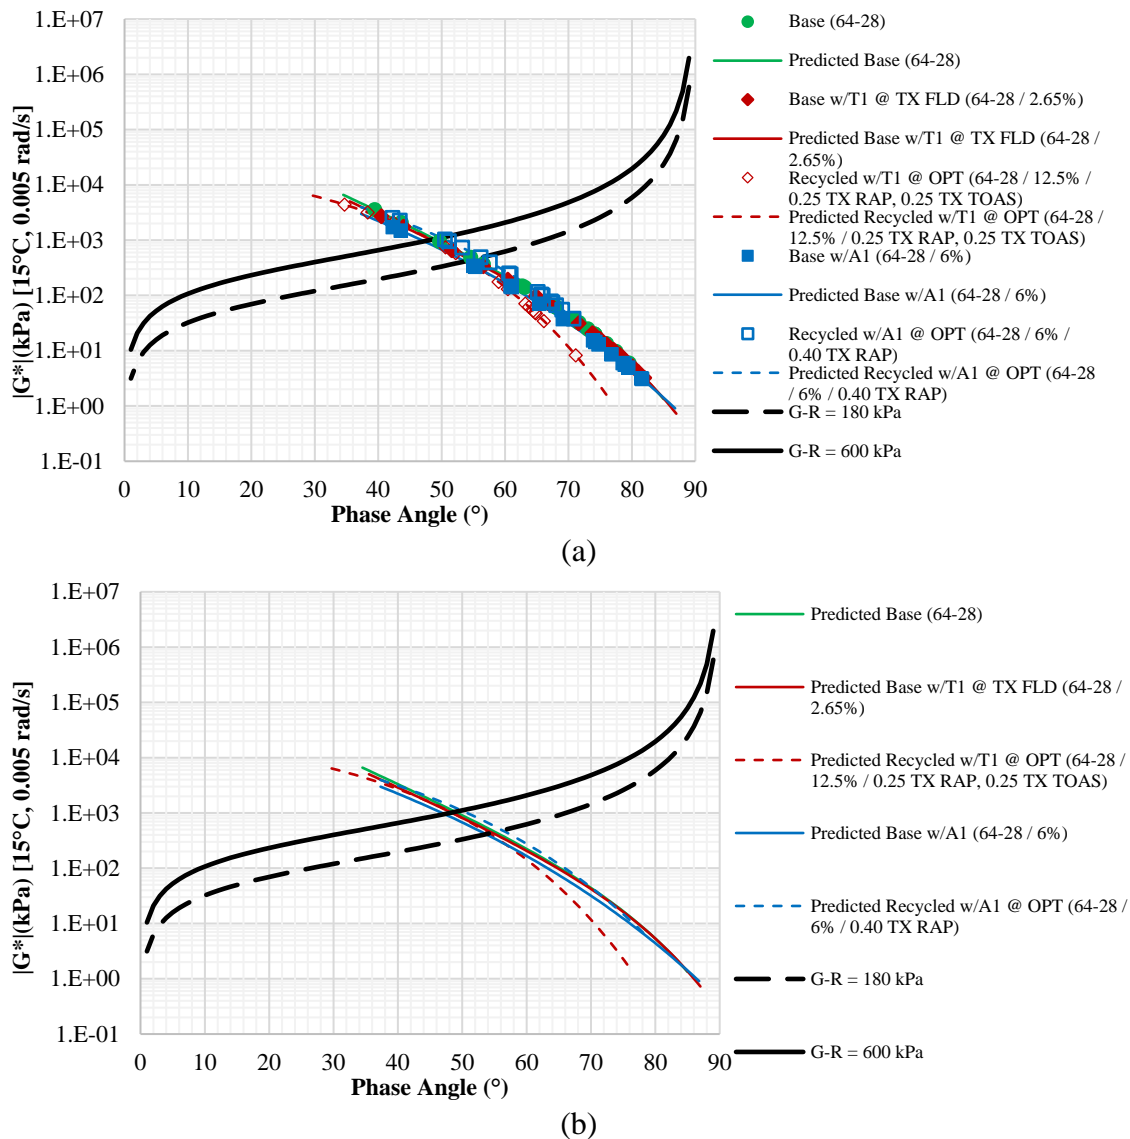 1.E+07
1.E+06
1.E+05
1.E+04
1.E+03
1.E+02
1.E+01
1.E+00
1.E-01
|G*|(kPa) [15°C, 0.005 rad/s]
0 10 20 30 40 50 60 70 80 90
Phase Angle (°)
Base (64-28)
Predicted Base (64-28)
Base w/T1 @ TX FLD (64-28 / 2.65%)
Predicted Base w/T1 @ TX FLD (64-28 /
2.65%)
Recycled w/T1 @ OPT (64-28 / 12.5% /
0.25 TX RAP, 0.25 TX TOAS)
Predicted Recycled w/T1 @ OPT (64-28 /
12.5% / 0.25 TX RAP, 0.25 TX TOAS)
Base w/A1 (64-28 / 6%)
Predicted Base w/A1 (64-28 / 6%)
Recycled w/A1 @ OPT (64-28 / 6% /
0.40 TX RAP)
Predicted Recycled w/A1 @ OPT (64-28
/ 6% / 0.40 TX RAP)
G-R = 180 kPa
G-R = 600 kPa
(a)
1.E+07
1.E+06
1.E+05
1.E+04
1.E+03
1.E+02
1.E+01
1.E+00
1.E-01
|G*|(kPa) [15°C, 0.005 rad/s]
0 10 20 30 40 50 60 70 80 90
Phase Angle (°)
Predicted Base (64-28)
Predicted Base w/T1 @ TX FLD (64-28 /
2.65%)
Predicted Recycled w/T1 @ OPT (64-28 /
12.5% / 0.25 TX RAP, 0.25 TX TOAS)
Predicted Base w/A1 (64-28 / 6%)
Predicted Recycled w/A1 @ OPT (64-28 /
6% / 0.40 TX RAP)
G-R = 180 kPa
G-R = 600 kPa
(b)